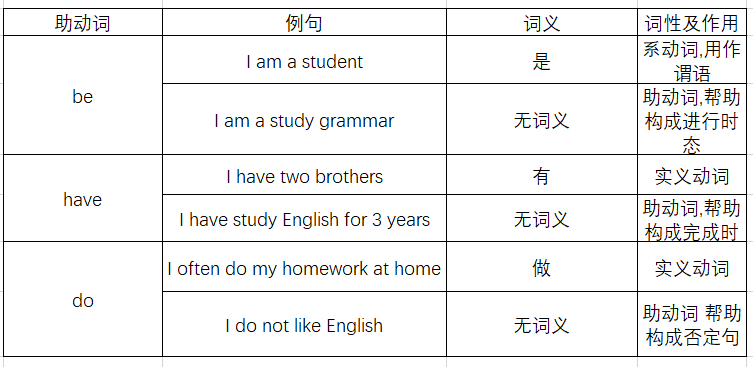 助动词 例句 词义 词性及作用
be
I am a student 是 系动词,用作
谓语
I am a study grammar 无词义 助动词,帮助
构成进行时
态
have
I have two brothers 有 实义动词
I have study English for 3 years 无词义 助动词,帮助
构成完成时
do
I often do my homework at home 做 实义动词
I do not like English 无词义 助动词 帮助
构成否定句